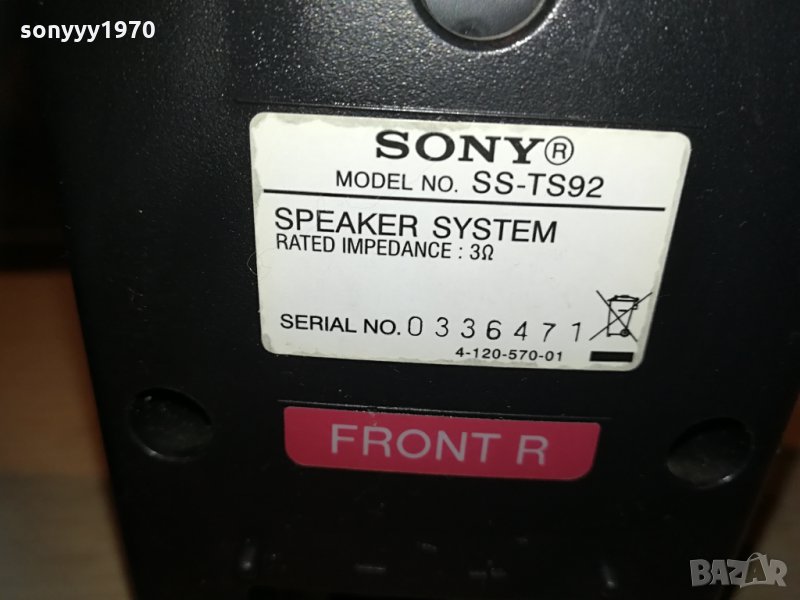 sonyyy1970
SONY®
MODEL NO. SS-TS92
SPEAKER SYSTEM
RATED IMPEDANCE : 3Ω
SERIAL NO. 0336471
4-120-570-01
FRONT R
BAZAR